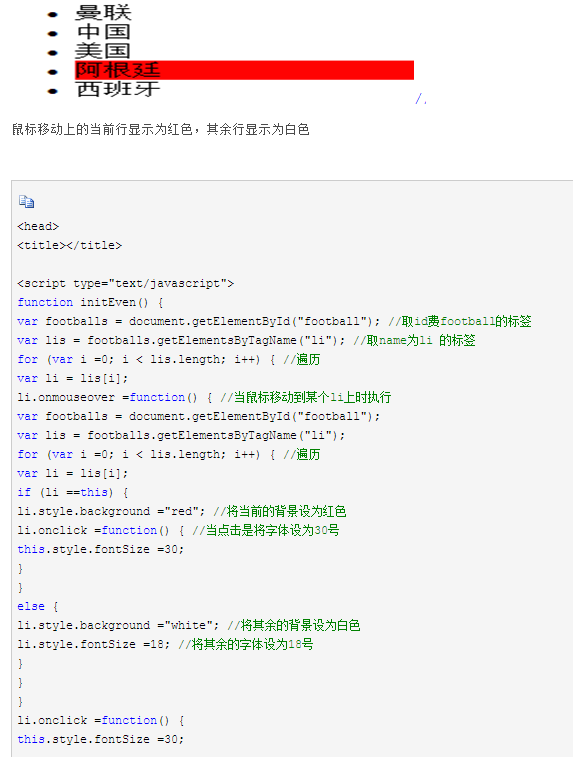 曼联
中国
美国
阿根廷
西班牙
/,
鼠标移动上的当前行显示为红色，其余行显示为白色
<head>
<title></title>
<script type="text/javascript">
function initEven() {
var footballs = document.getElementById("football"); //取id费football的标签
var lis = footballs.getElementsByTagName("li"); //取name为li 的标签
for (var i =0; i < lis.length; i++) { //遍历
var li = lis[i];
li.onmouseover =function() { //当鼠标移动到某个li上时执行
var footballs = document.getElementById("football");
var lis = footballs.getElementsByTagName("li");
for (var i =0; i < lis.length; i++) { //遍历
var li = lis[i];
if (li ==this) {
li.style.background ="red"; //将当前的背景设为红色
li.onclick =function() { //当点击是将字体设为30号
this.style.fontSize =30;
}
}
else {
li.style.background ="white"; //将其余的背景设为白色
li.style.fontSize =18; //将其余的字体设为18号
}
}
}
li.onclick =function() {
this.style.fontSize =30;